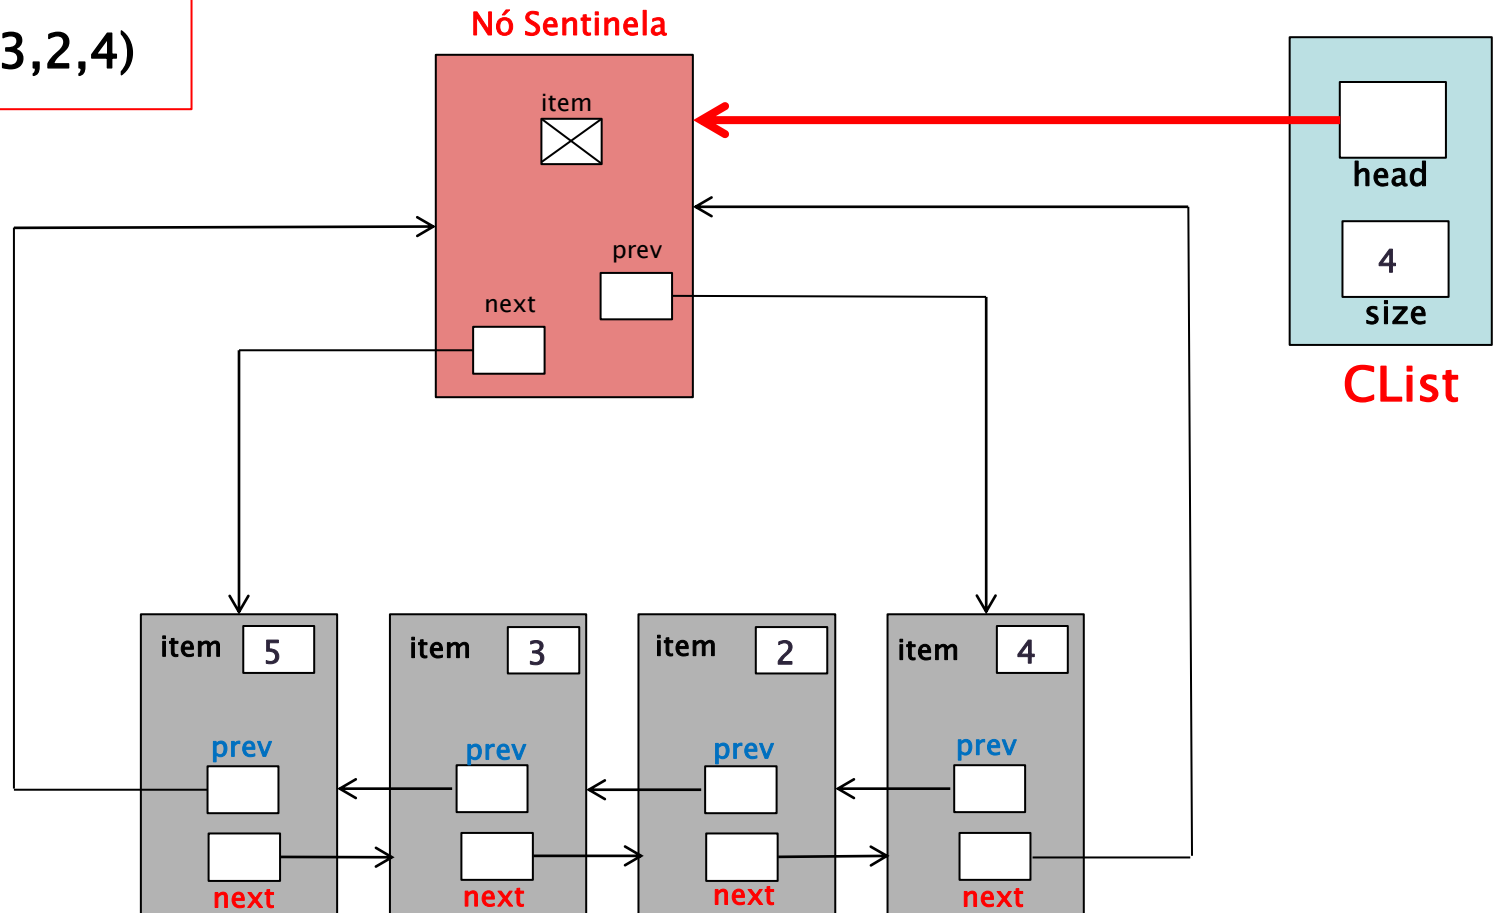 Nó Sentinela
3,2,4)
item
head
prev
4
next
size
CList
item 5
item 3
item 2
item 4
prev
prev
prev
prev
next
next
next
next